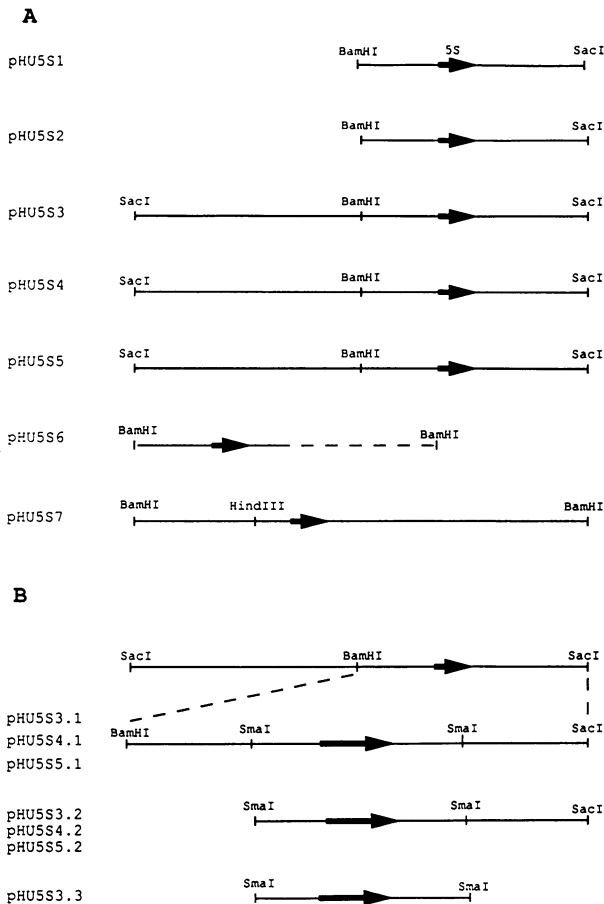 A
BamHI 5S SacI
pHU5S1
BamHI SacI
pHU5S2
SacI BamHI SacI
pHU5S3
SacI BamHI SacI
pHU5S4
SacI BamHI SacI
pHU5S5
BamHI BamHI
pHU5S6
BamHI HindIII BamHI
pHU5S7
B
SacI BamHI SacI
pHU5S3.1
BamHI SmaI SmaI SacI
pHU5S4.1
pHU5S5.1
SmaI SmaI SacI
pHU5S3.2
pHU5S4.2
pHU5S5.2
SmaI SmaI
pHU5S3.3